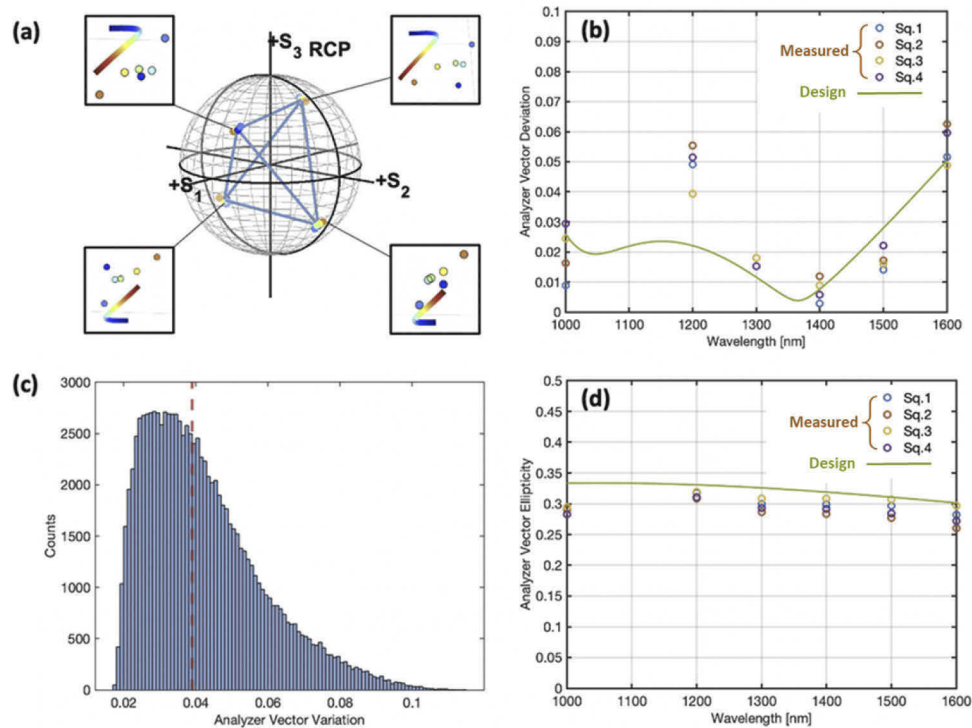 (a)
+S3 RCP
+S1
+S2
(b)
Analyzer Vector Deviation
0.1
0.09
0.08
0.07
0.06
0.05
0.04
0.03
0.02
0.01
0
Measured
Sq.1
Sq.2
Sq.3
Sq.4
Design
1000 1100 1200 1300 1400 1500 1600
Wavelength [nm]
(c)
Counts
3000
2500
2000
1500
1000
500
0
0.02 0.04 0.06 0.08 0.1
Analyzer Vector Variation
(d)
Analyzer Vector Ellipticity
0.5
0.45
0.4
0.35
0.3
0.25
0.2
0.15
0.1
0.05
0
Measured
Sq.1
Sq.2
Sq.3
Sq.4
Design
1000 1100 1200 1300 1400 1500 1600
Wavelength [nm]